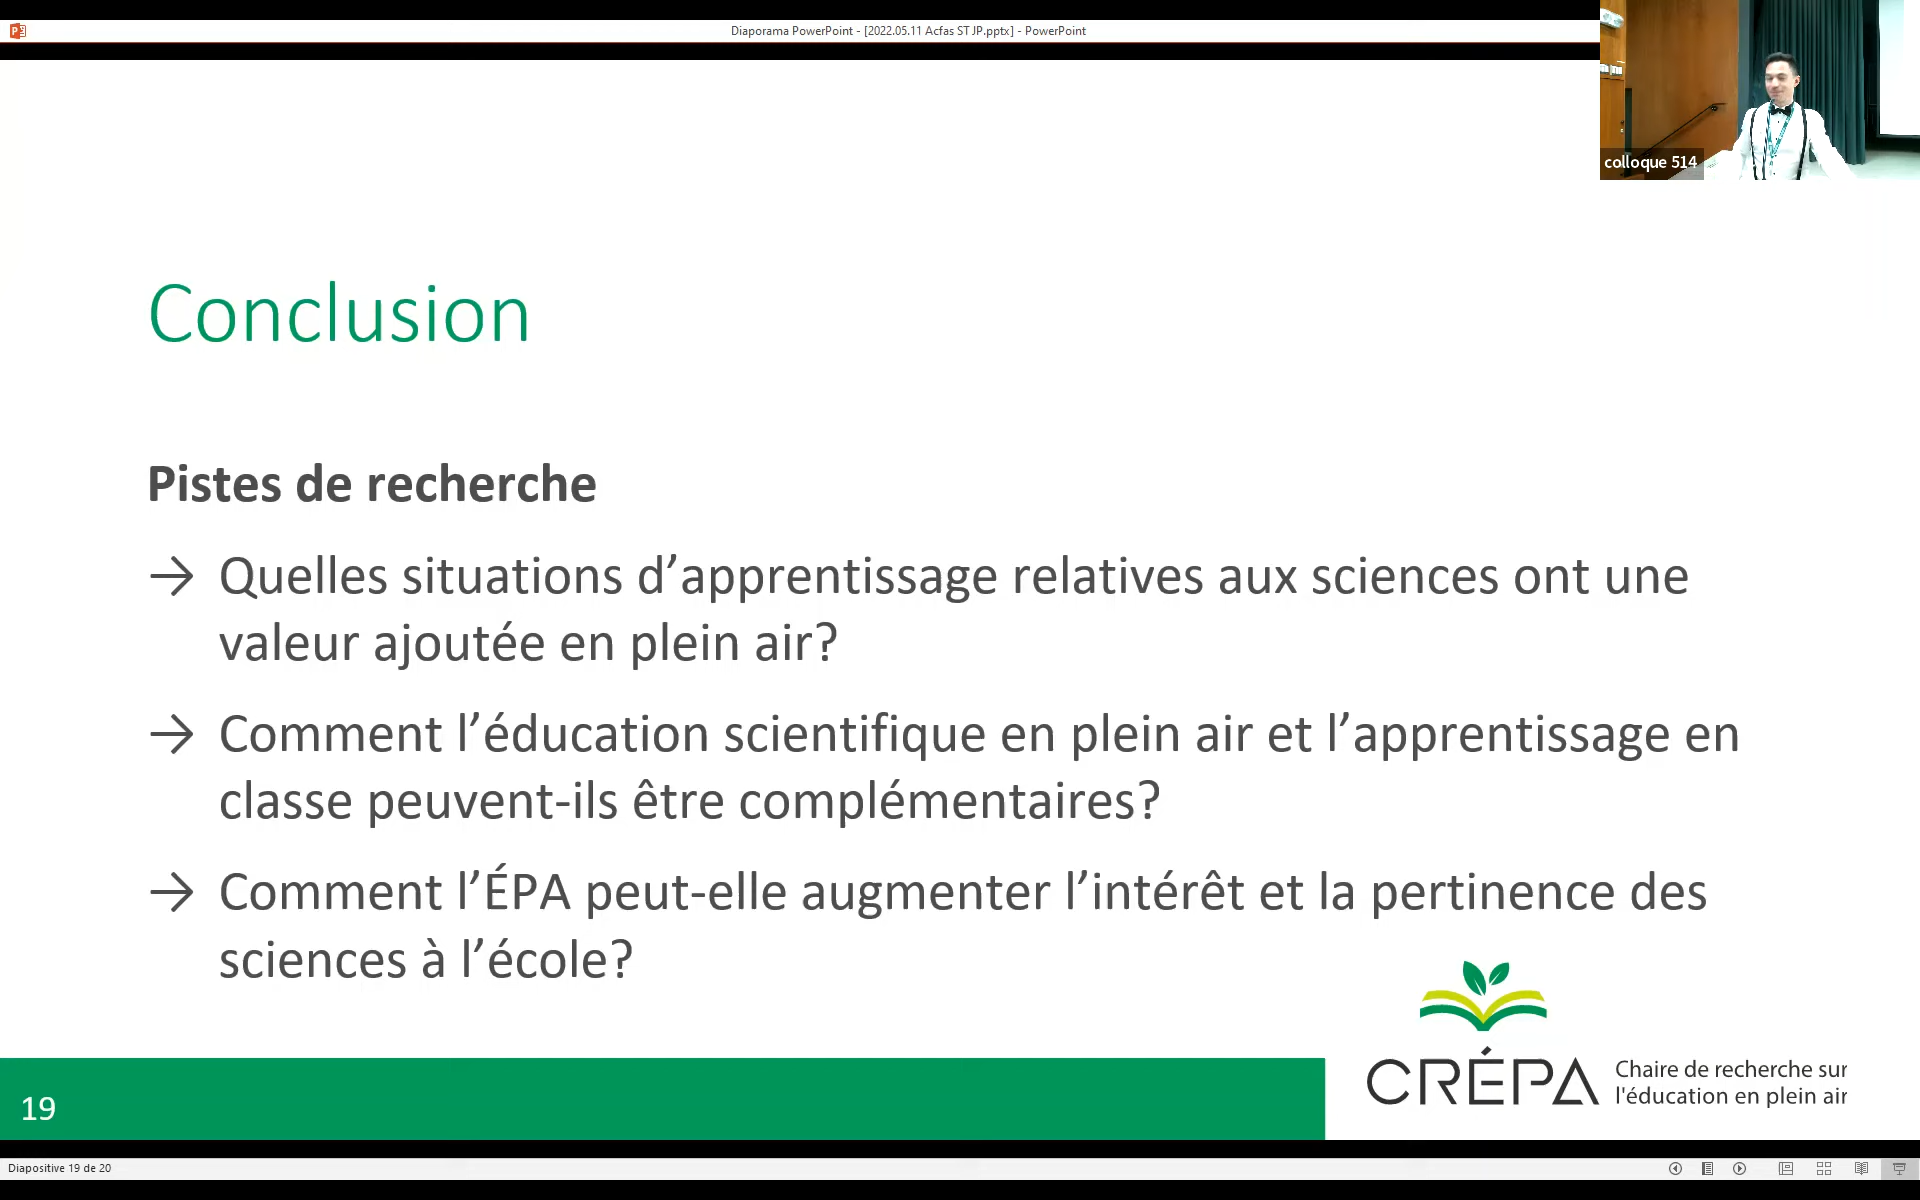 Diaporama PowerPoint - [2022.05.11 Acfas ST JP.pptx] - PowerPoint
colloque 514
Conclusion
Pistes de recherche
→ Quelles situations d’apprentissage relatives aux sciences ont une
valeur ajoutée en plein air?
→ Comment l’éducation scientifique en plein air et l’apprentissage en
classe peuvent-ils être complémentaires?
→ Comment l’ÉPA peut-elle augmenter l’intérêt et la pertinence des
sciences à l’école?
CRÉPA
Chaire de recherche sur
l'éducation en plein air
19
Diapositive 19 de 20